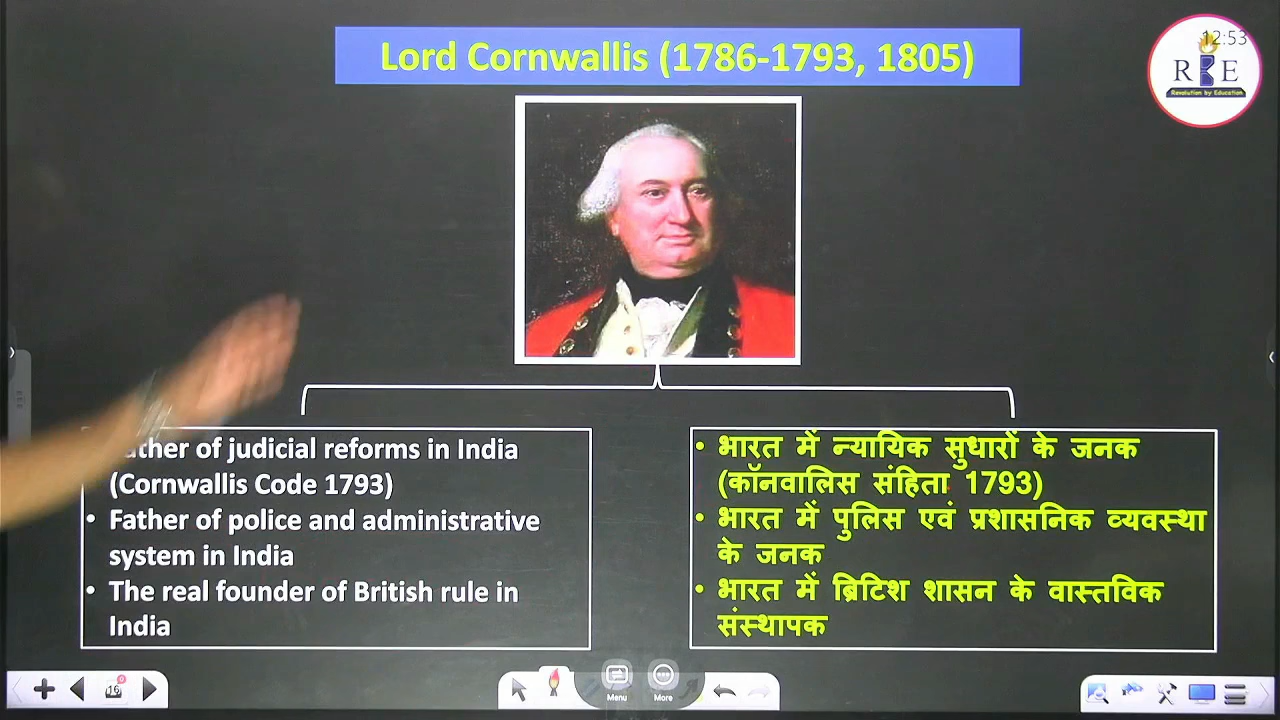 Lord Cornwallis (1786-1793, 1805)
12:53
R E
Revolution by Education
of judicial reforms in India
(Cornwallis Code 1793)
• Father of police and administrative
system in India
• The real founder of British rule in
India
• भारत में न्यायिक सुधारों के जनक
(कॉनवालिस संहिता 1793)
• भारत में पुलिस एवं प्रशासनिक व्यवस्था
के जनक
• भारत में ब्रिटिश शासन के वास्तविक
संस्थापक
16
Menu
More